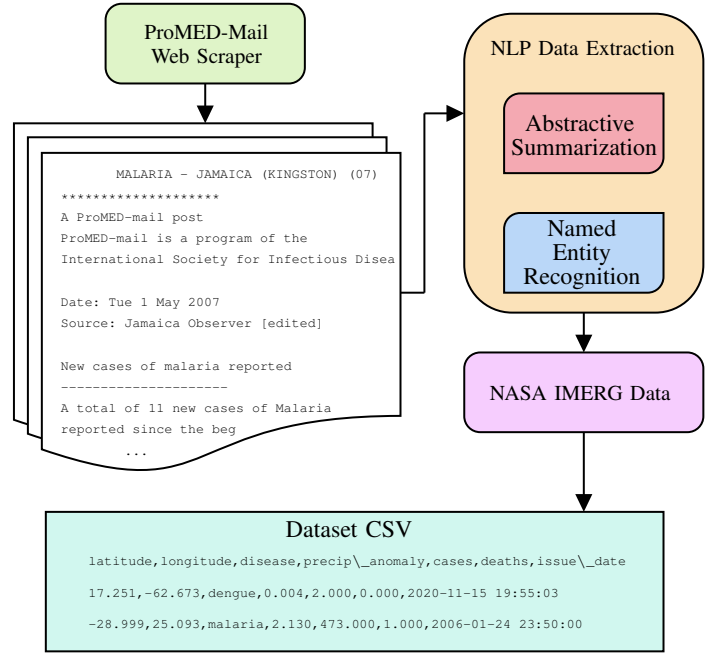 ProMED-Mail
Web Scraper
MALARIA - JAMAICA (KINGSTON) (07)
********************
A ProMED-mail post
ProMED-mail is a program of the
International Society for Infectious Disea
Date: Tue 1 May 2007
Source: Jamaica Observer [edited]
New cases of malaria reported
---------------------
A total of 11 new cases of Malaria
reported since the beg
...
NLP Data Extraction
Abstractive
Summarization
Named
Entity
Recognition
NASA IMERG Data
Dataset CSV
latitude,longitude,disease,precip\_anomaly,cases,deaths,issue\_date
17.251,-62.673,dengue,0.004,2.000,0.000,2020-11-15 19:55:03
-28.999,25.093,malaria,2.130,473.000,1.000,2006-01-24 23:50:00